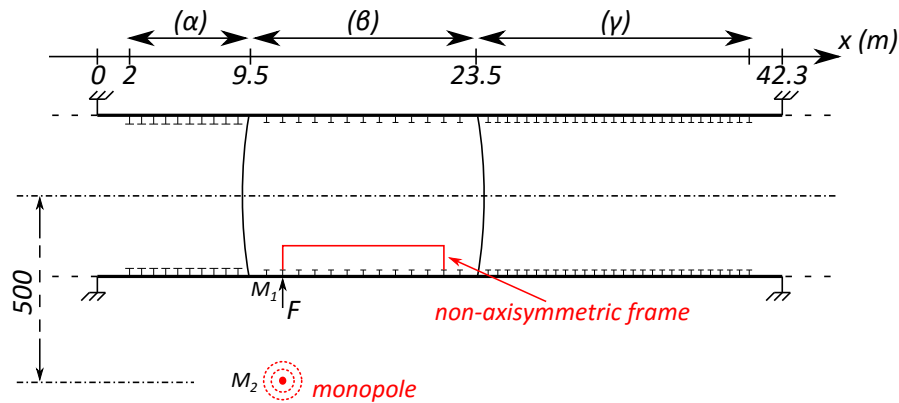 (α) (β) (γ)
x (m)
0 2 9.5 23.5 42.3
500
M₁
F
non-axisymmetric frame
M₂
monopole